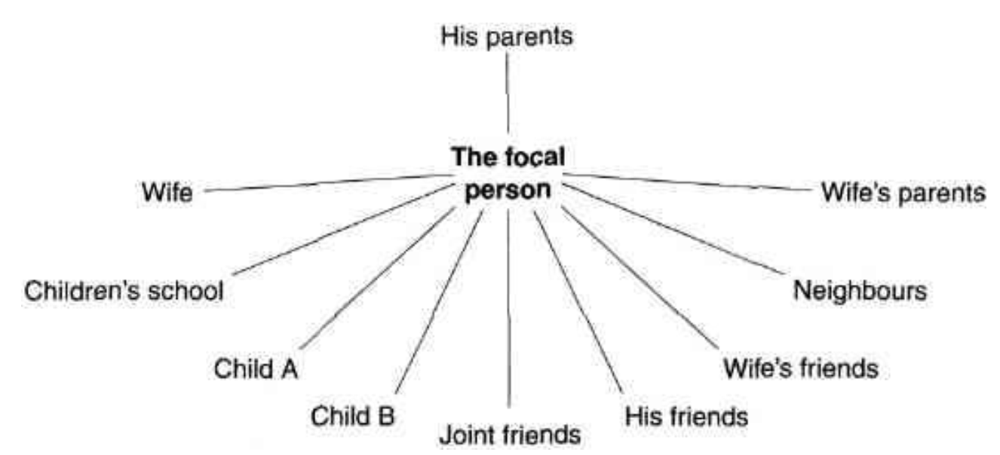 His parents
The focal
person
Wife
Wife's parents
Children's school
Neighbours
Child A
Wife's friends
Child B
His friends
Joint friends